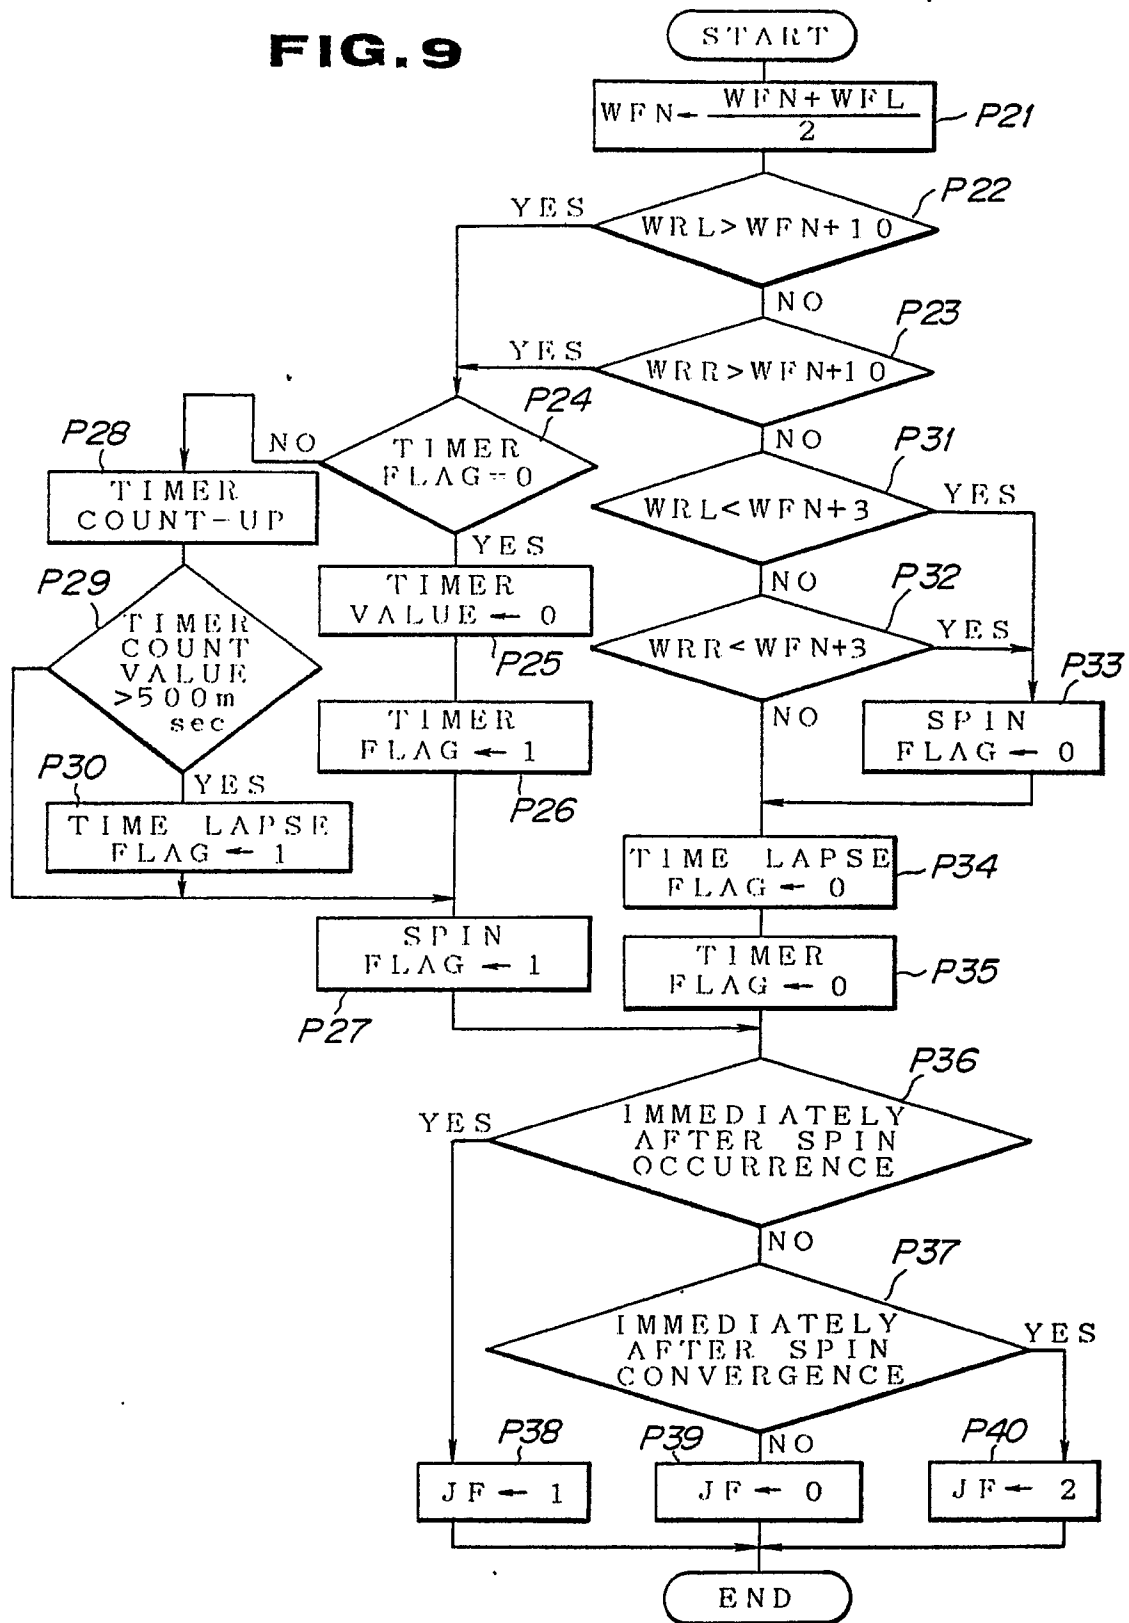 FIG.9
START
WFN ← WFN+WFL
2
P21
P22
YES
WRL>WFN+10
NO
P23
YES
WRR>WFN+10
NO
P24
TIMER
FLAG=0
NO
YES
P28
TIMER
COUNT-UP
P31
WRL<WFN+3
YES
NO
P29
TIMER
COUNT
VALUE
>500m
sec
TIMER
VALUE ← 0
P25
P32
WRR<WFN+3
YES
NO
P33
SPIN
FLAG ← 0
TIMER
FLAG ← 1
P26
P30
YES
TIME LAPSE
FLAG ← 1
TIME LAPSE
FLAG ← 0
P34
SPIN
FLAG ← 1
P27
TIMER
FLAG ← 0
P35
P36
YES
IMMEDIATELY
AFTER SPIN
OCCURRENCE
NO
P37
IMMEDIATELY
AFTER SPIN
CONVERGENCE
YES
NO
P38
JF ← 1
P39
JF ← 0
P40
JF ← 2
END